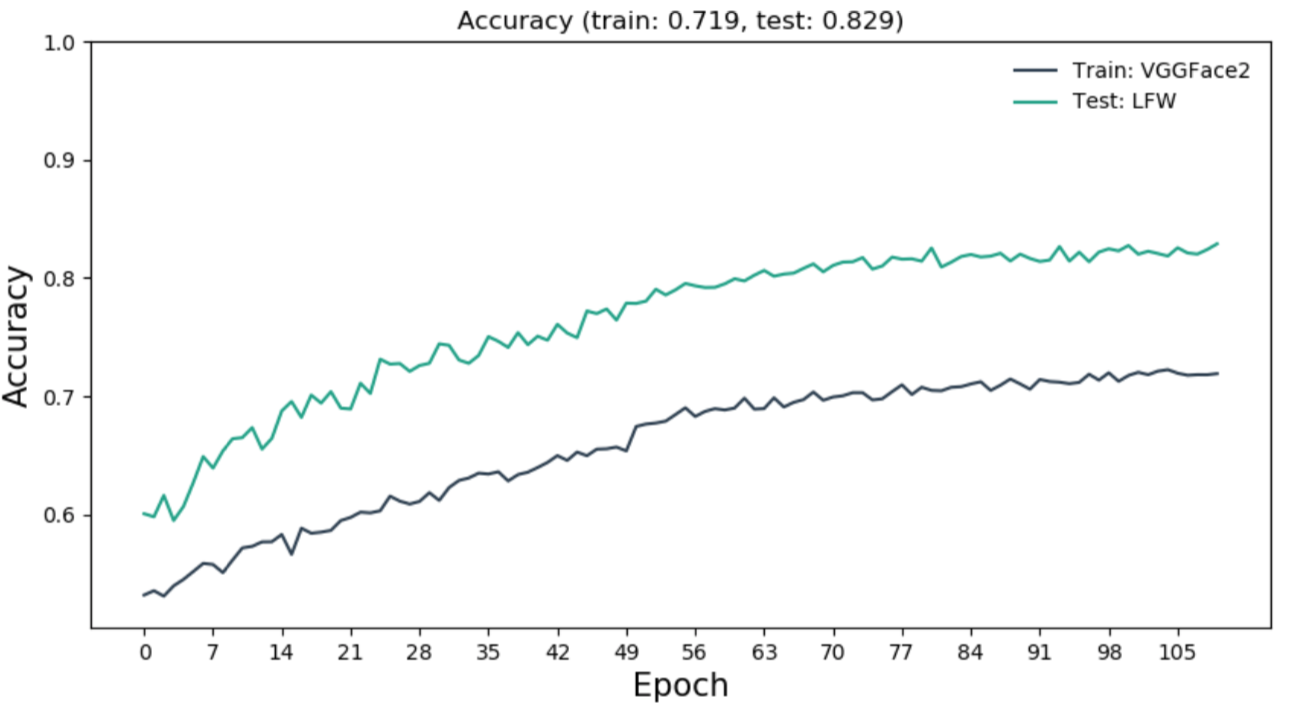 Accuracy (train: 0.719, test: 0.829)
1.0
Train: VGGFace2
Test: LFW
0.9
0.8
0.7
0.6
Accuracy
0 7 14 21 28 35 42 49 56 63 70 77 84 91 98 105
Epoch